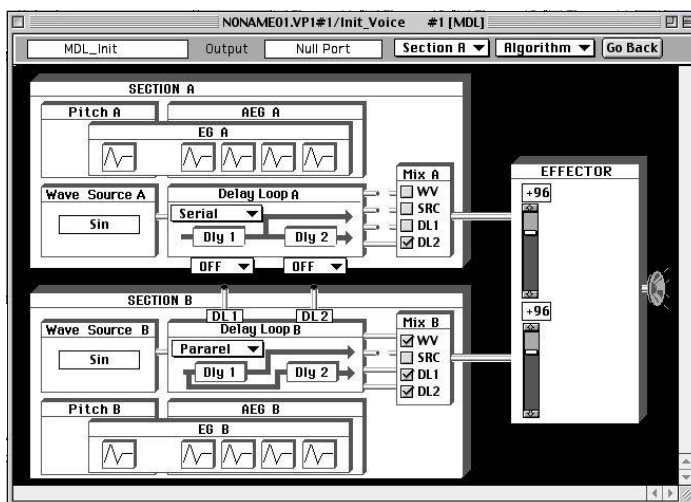 NONAME01.VP1#1/Init_Voice #1 [MDL]
MDL_Init Output Null Port Section A Algorithm Go Back
SECTION A
Pitch A AEG A
EG A
Wave Source A
Sin
Delay Loop A
Serial
Dly 1 Dly 2
Mix A
WV
SRC
DL1
DL2
OFF OFF
EFFECTOR
+96
+96
SECTION B
DL1 DL2
Wave Source B
Sin
Delay Loop B
Pararel
Dly 1 Dly 2
Mix B
WV
SRC
DL1
DL2
Pitch B AEG B
EG B